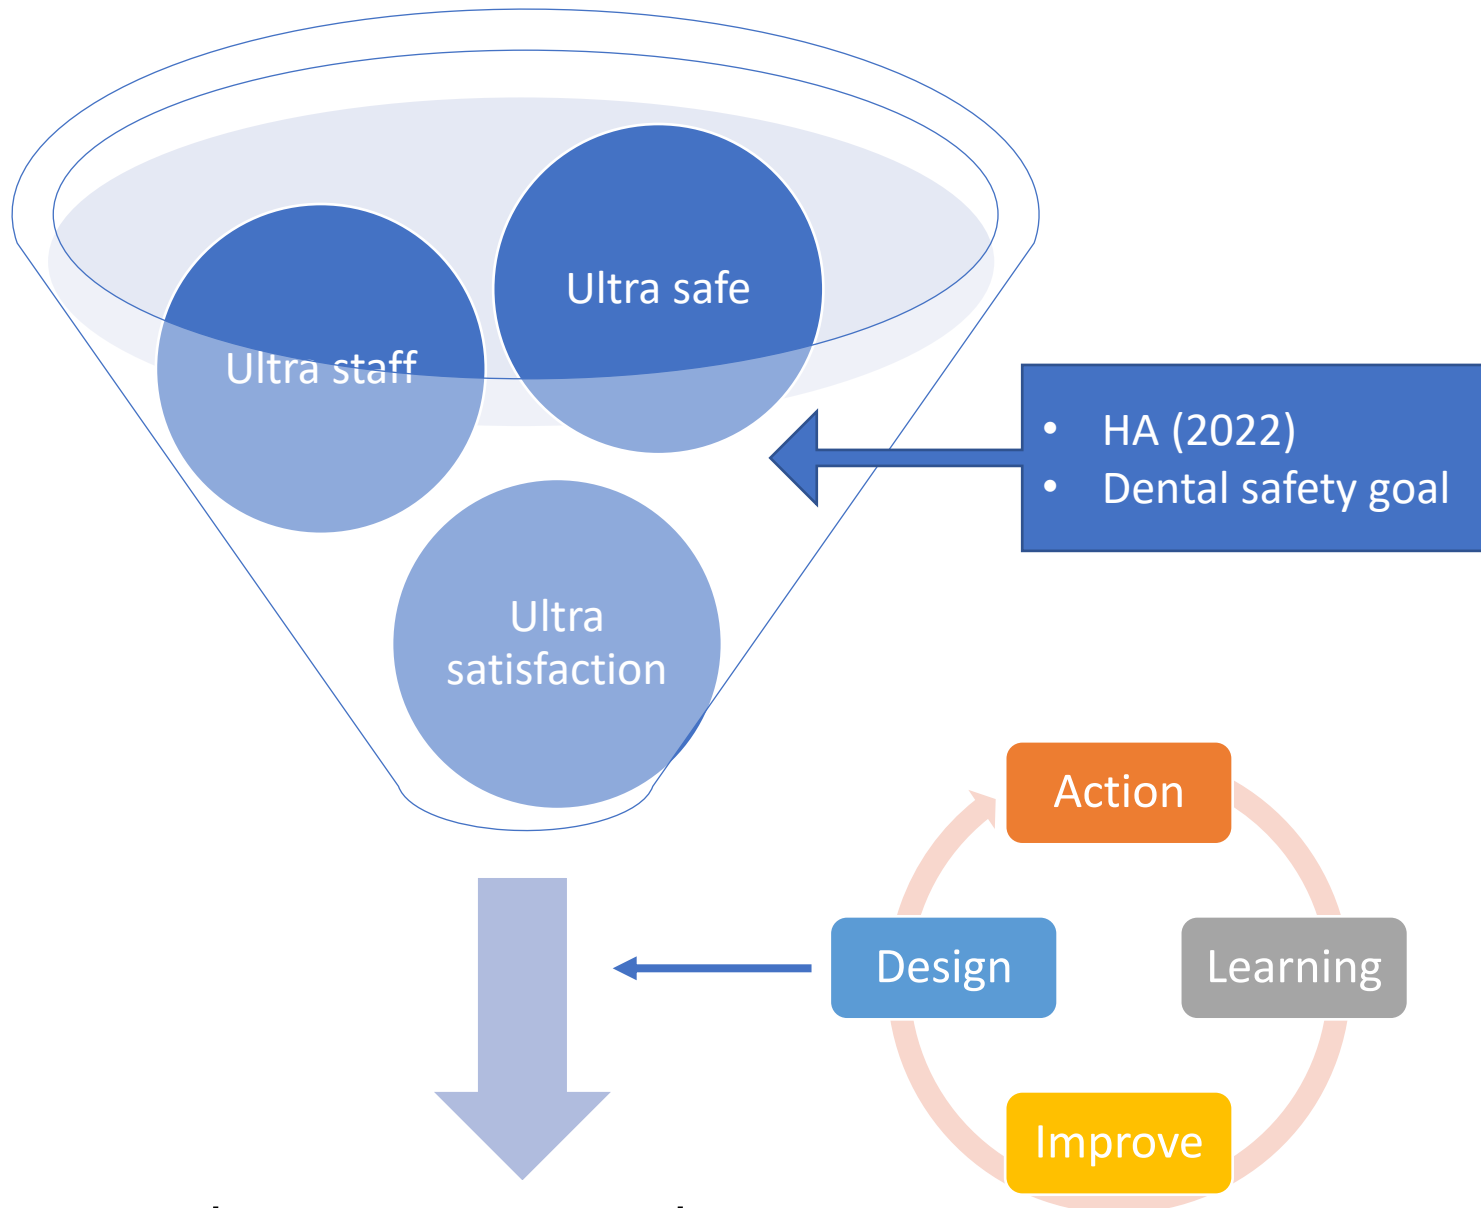 Ultra safe
Ultra staff
• HA (2022)
• Dental safety goal
Ultra
satisfaction
Action
Design
Learning
Improve